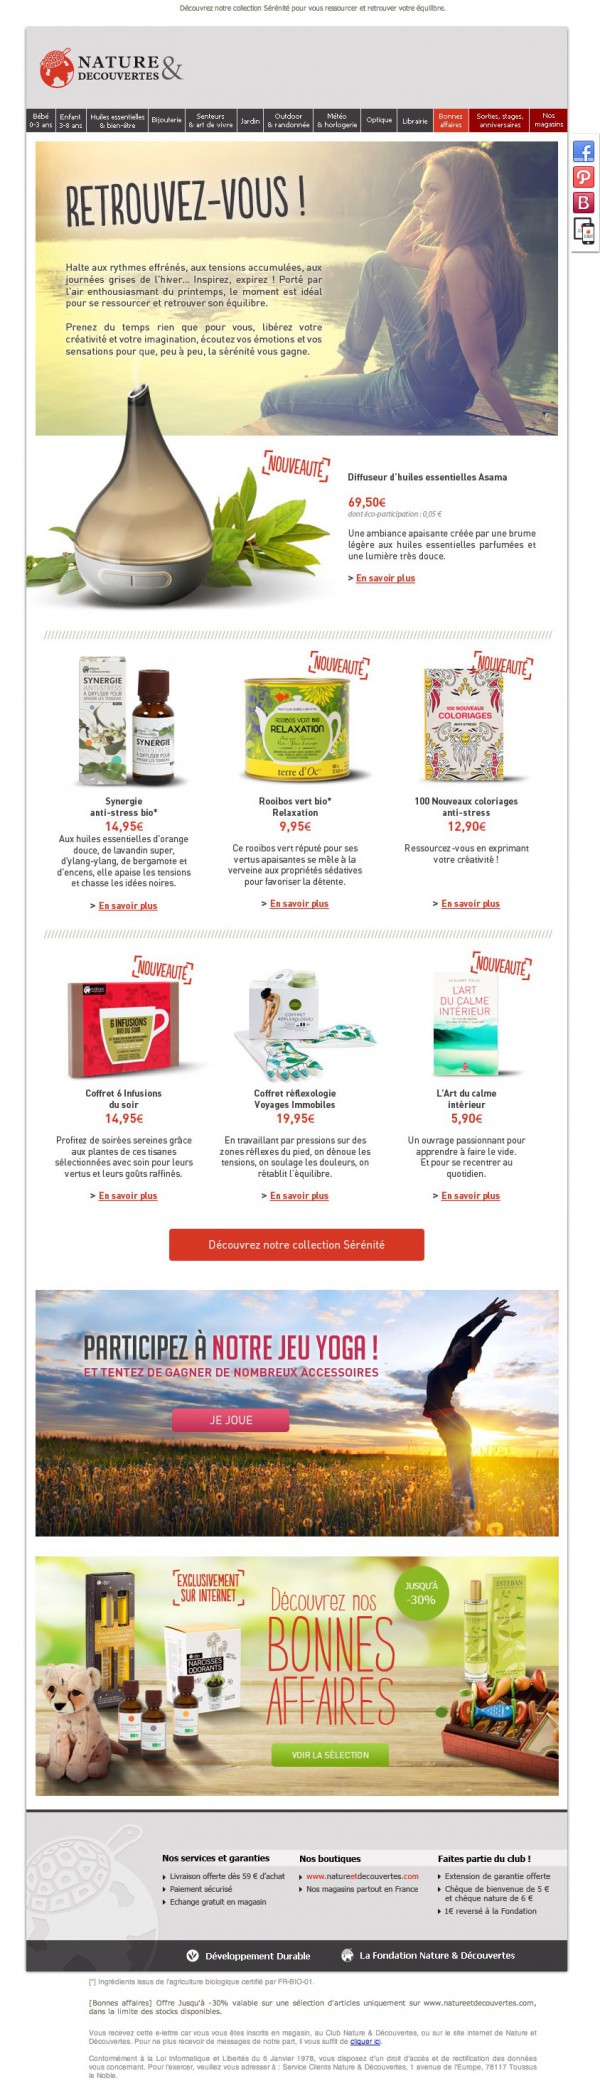 Découvrez notre collection Sérénité pour vous ressourcer et retrouver votre équilibre.
NATURE &
DECOUVERTES
Bébé
0-3 ans
Enfant
3-8 ans
Huiles essentielles
& bien-être
Bijouterie
Senteurs
& art de vivre
Jardin
Outdoor
& randonnée
Météo
& horlogerie
Optique
Librairie
Bonnes
affaires
Sorties, stages,
anniversaires
Nos
magasins
RETROUVEZ-VOUS !
Halte aux rythmes effrénés, aux tensions accumulées, aux
journées grises de l'hiver... Inspirez, expirez ! Porté par
l'air enthousiasmant du printemps, le moment est idéal
pour se ressourcer et retrouver son équilibre.
Prenez du temps rien que pour vous, libérez votre
créativité et votre imagination, écoutez vos émotions et vos
sensations pour que, peu à peu, la sérénité vous gagne.
NOUVEAUTÉ
Diffuseur d'huiles essentielles Asama
69,50€
dont éco-participation : 0,05 €
Une ambiance apaisante créée par une brume
légère aux huiles essentielles parfumées et
une lumière très douce.
> En savoir plus
SYNERGIE
ANTI-STRESS
À DIFFUSER POUR
APAISER LES TENSIONS
SYNERGIE
Synergie
anti-stress bio*
14,95€
Aux huiles essentielles d'orange
douce, de lavandin super,
d'ylang-ylang, de bergamote et
d'encens, elle apaise les tensions
et chasse les idées noires.
> En savoir plus
NOUVEAUTÉ
ROOIBOS VERT BIO
RELAXATION
terre d'Oc
Rooibos vert bio*
Relaxation
9,95€
Ce rooibos vert réputé pour ses
vertus apaisantes se mêle à la
verveine aux propriétés sédatives
pour favoriser la détente.
> En savoir plus
NOUVEAUTÉ
100 NOUVEAUX
COLORIAGES
ANTI-STRESS
100 Nouveaux coloriages
anti-stress
12,90€
Ressourcez-vous en exprimant
votre créativité !
> En savoir plus
NOUVEAUTÉ
6 INFUSIONS
BIO DU SOIR
Coffret 6 Infusions
du soir
14,95€
Profitez de soirées sereines grâce
aux plantes de ces tisanes
sélectionnées avec soin pour leurs
vertus et leurs goûts raffinés.
> En savoir plus
COFFRET
RÉFLEXOLOGIE
Coffret réflexologie
Voyages Immobiles
19,95€
En travaillant par pressions sur des
zones réflexes du pied, on dénoue les
tensions, on soulage les douleurs, on
rétablit l'équilibre.
> En savoir plus
NOUVEAUTÉ
L'ART
DU CALME
INTÉRIEUR
L'Art du calme
intérieur
5,90€
Un ouvrage passionnant pour
apprendre à faire le vide.
Et pour se recentrer au
quotidien.
> En savoir plus
Découvrez notre collection Sérénité
PARTICIPEZ À NOTRE JEU YOGA !
ET TENTEZ DE GAGNER DE NOMBREUX ACCESSOIRES
JE JOUE
EXCLUSIVEMENT
SUR INTERNET
Découvrez nos
BONNES
AFFAIRES
JUSQU'À
-30%
VOIR LA SÉLECTION
NARCISSES
ODORANTS
ESTEBAN
Nos services et garanties
Livraison offerte dès 59 € d'achat
Paiement sécurisé
Echange gratuit en magasin
Nos boutiques
www.natureetdecouvertes.com
Nos magasins partout en France
Faites partie du club !
Extension de garantie offerte
Chèque de bienvenue de 5 €
et chèque nature de 6 €
1€ reversé à la Fondation
Développement Durable
La Fondation Nature & Découvertes
[*] Ingrédients issus de l'agriculture biologique certifié par FR-BIO-01.
[Bonnes affaires] Offre Jusqu'à -30% valable sur une sélection d'articles uniquement sur www.natureetdecouvertes.com,
dans la limite des stocks disponibles.
Vous recevez cette e-lettre car vous vous êtes inscrits en magasin, au Club Nature & Découvertes, ou sur le site internet de Nature et
Découvertes. Pour ne plus recevoir de messages de notre part, il vous suffit de cliquer ici.
Conformément à la Loi Informatique et Libertés du 6 Janvier 1978, vous disposez d'un droit d'accès et de rectification des données
vous concernant. Pour l'exercer, veuillez vous adresser à : Service Clients Nature & Découvertes, 1 avenue de l'Europe, 78117 Toussus
le Noble.